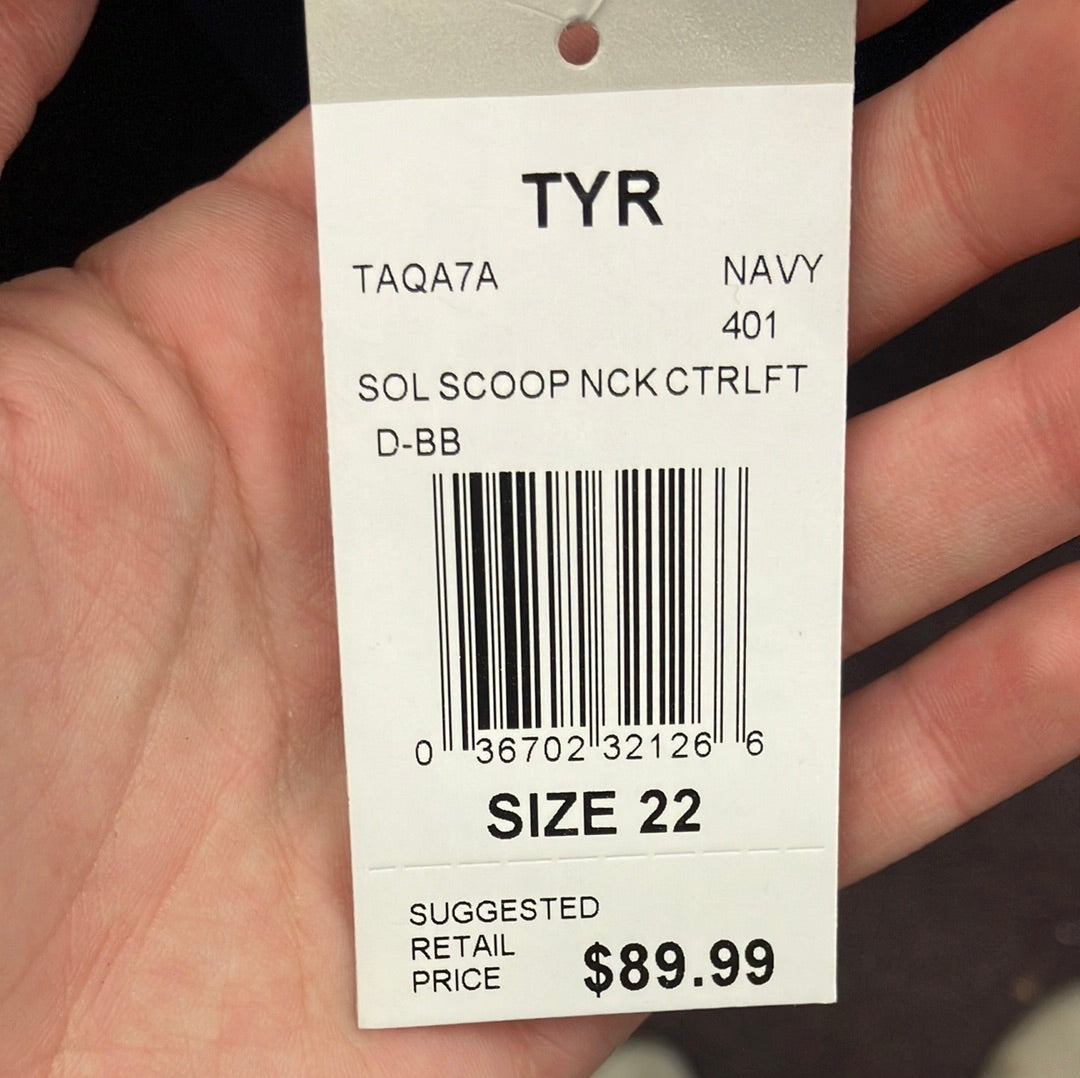 TYR
TAQA7A NAVY
401
SOL SCOOP NCK CTRLFT
D-BB
0 36702 32126 6
SIZE 22
SUGGESTED
RETAIL
PRICE $89.99